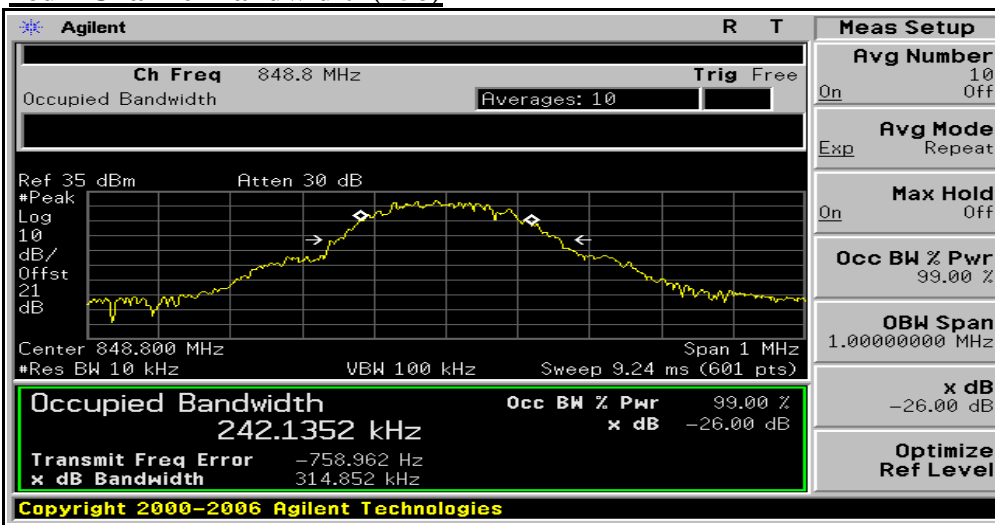 Agilent R T
Ch Freq 848.8 MHz Trig Free
Occupied Bandwidth Averages: 10
Ref 35 dBm Atten 30 dB
#Peak
Log
10
dB/
Offst
21
dB
Center 848.800 MHz Span 1 MHz
#Res BW 10 kHz VBW 100 kHz Sweep 9.24 ms (601 pts)
Occupied Bandwidth Occ BW % Pwr 99.00 %
242.1352 kHz x dB -26.00 dB
Transmit Freq Error -758.962 Hz
x dB Bandwidth 314.852 kHz
Copyright 2000-2006 Agilent Technologies
Meas Setup
Avg Number
10
On Off
Avg Mode
Exp Repeat
Max Hold
On Off
Occ BW % Pwr
99.00 %
OBW Span
1.00000000 MHz
x dB
-26.00 dB
Optimize
Ref Level